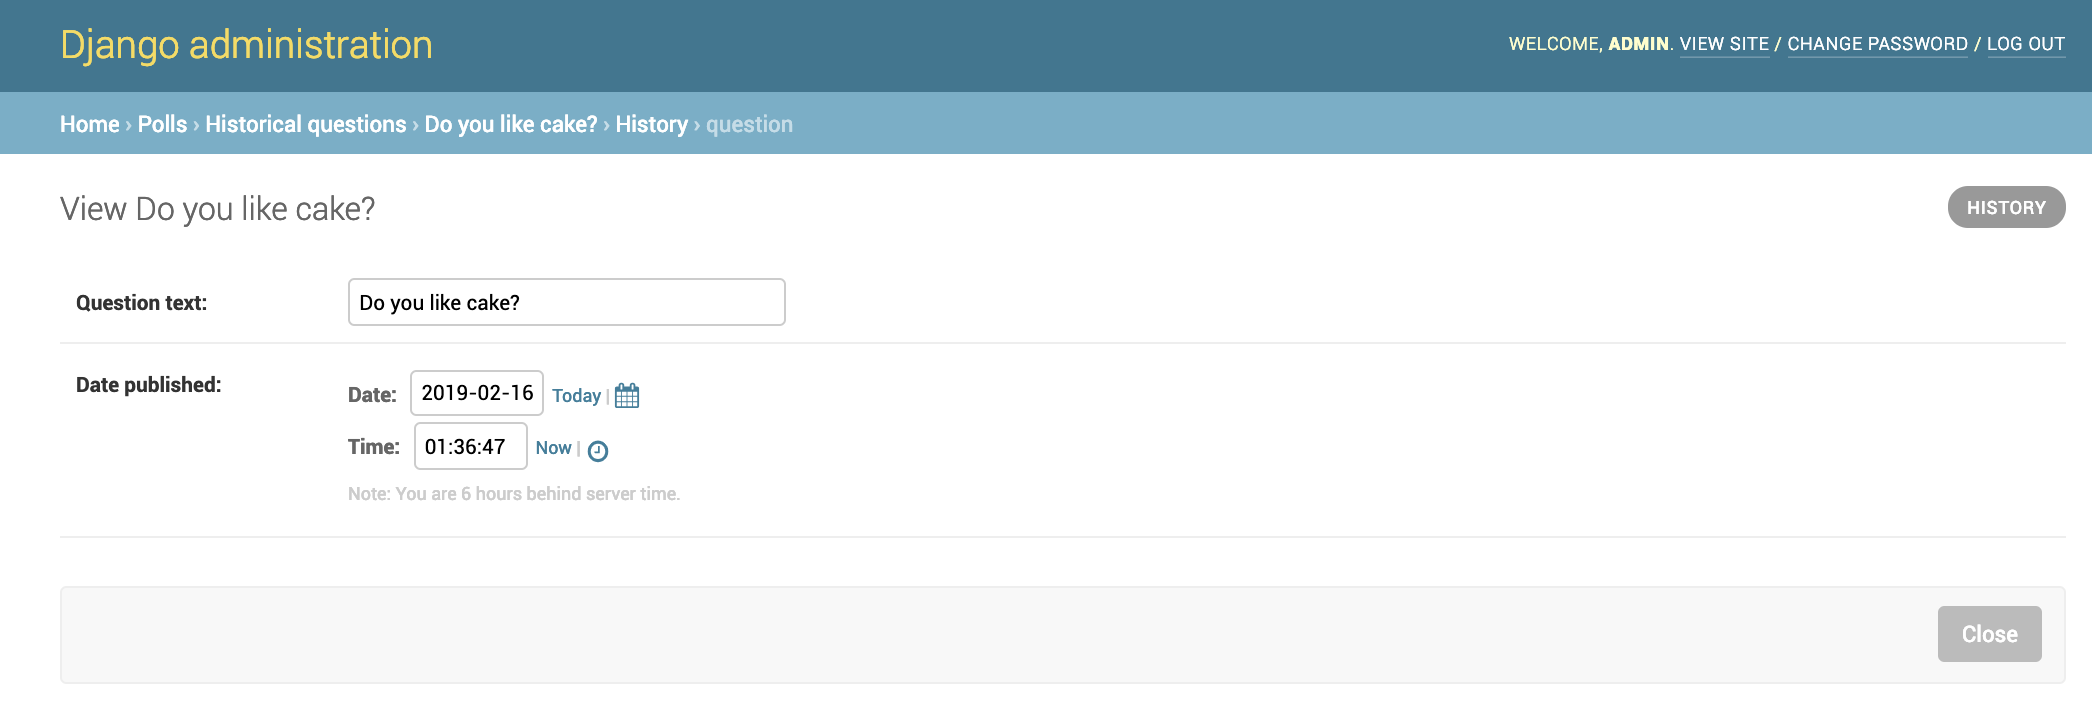 Django administration
WELCOME, ADMIN. VIEW SITE / CHANGE PASSWORD / LOG OUT
Home › Polls › Historical questions › Do you like cake? › History › question
View Do you like cake?
HISTORY
Question text: Do you like cake?
Date published:
Date: 2019-02-16 Today |
Time: 01:36:47 Now |
Note: You are 6 hours behind server time.
Close